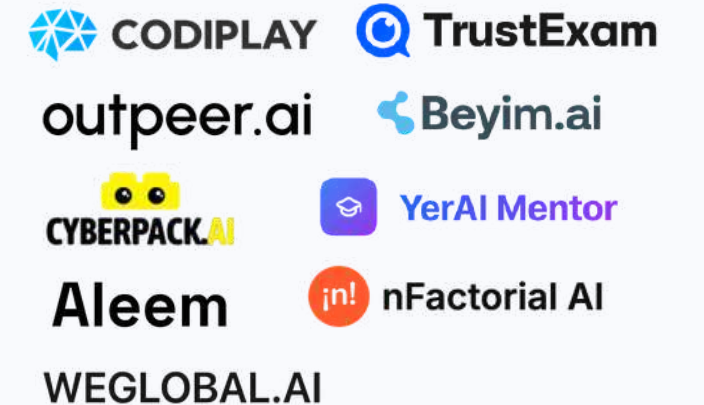 CODIPLAY
TrustExam
outpeer.ai
Beyim.ai
CYBERPACK.AI
YerAI Mentor
Aleem
¡n!
nFactorial AI
WEGLOBAL.AI